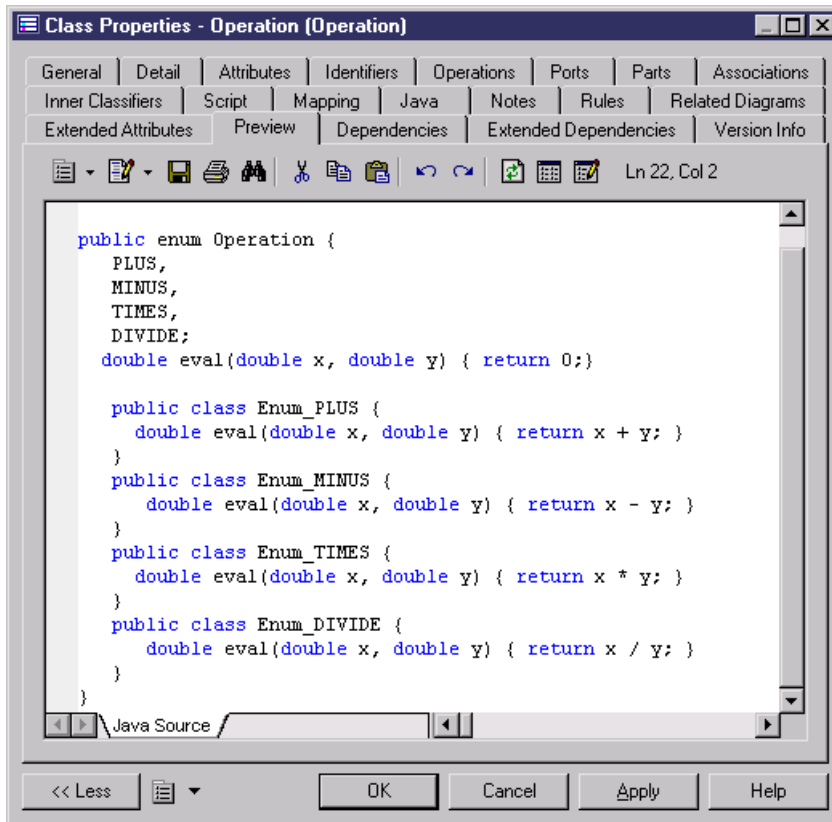 Class Properties - Operation (Operation)
General Detail Attributes Identifiers Operations Ports Parts Associations
Inner Classifiers Script Mapping Java Notes Rules Related Diagrams
Extended Attributes Preview Dependencies Extended Dependencies Version Info
Ln 22, Col 2
public enum Operation {
PLUS,
MINUS,
TIMES,
DIVIDE;
double eval(double x, double y) { return 0;}
public class Enum_PLUS {
double eval(double x, double y) { return x + y; }
}
public class Enum_MINUS {
double eval(double x, double y) { return x - y; }
}
public class Enum_TIMES {
double eval(double x, double y) { return x * y; }
}
public class Enum_DIVIDE {
double eval(double x, double y) { return x / y; }
}
}
Java Source
<< Less OK Cancel Apply Help